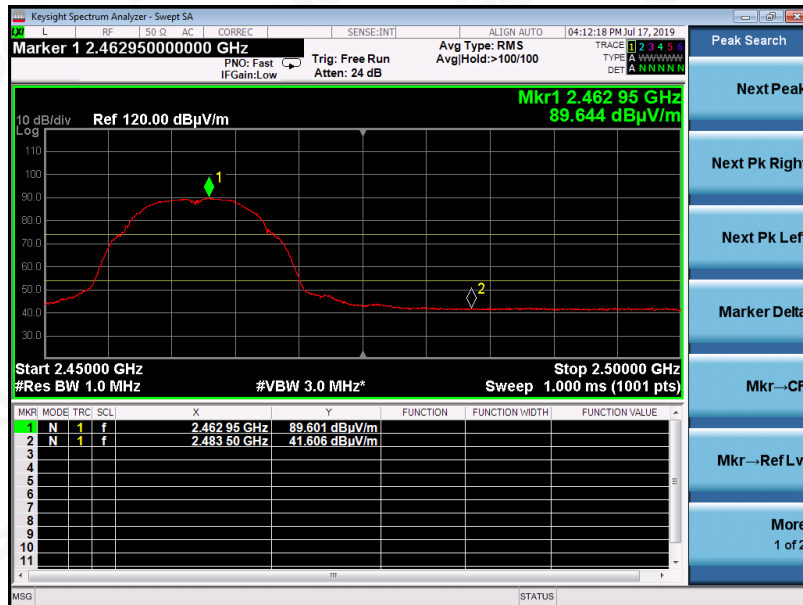 Keysight Spectrum Analyzer - Swept SA
LXI L RF 50 Ω AC CORREC SENSE:INT ALIGN AUTO 04:12:18 PM Jul 17, 2019
Marker 1 2.462950000000 GHz
PNO: Fast
IFGain:Low
Trig: Free Run
Atten: 24 dB
Avg Type: RMS
Avg|Hold:>100/100
TRACE 1 2 3 4 5 6
TYPE A WWWWW
DET A N N N N N
Peak Search
Mkr1 2.462 95 GHz
89.644 dBµV/m
10 dB/div Ref 120.00 dBµV/m
Log
110
100
90.0
80.0
70.0
60.0
50.0
40.0
30.0
1
2
Start 2.45000 GHz
Stop 2.50000 GHz
#Res BW 1.0 MHz
#VBW 3.0 MHz*
Sweep 1.000 ms (1001 pts)
MKR MODE TRC SCL X Y FUNCTION FUNCTION WIDTH FUNCTION VALUE
1 N 1 f 2.462 95 GHz 89.601 dBµV/m
2 N 1 f 2.483 50 GHz 41.606 dBµV/m
3
4
5
6
7
8
9
10
11
MSG
STATUS
Next Peak
Next Pk Righ
Next Pk Lef
Marker Delta
Mkr→CF
Mkr→Ref Lv
More
1 of 2